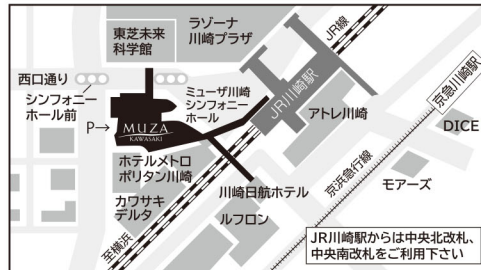 ラゾーナ
川崎プラザ
東芝未来
科学館
JR線
西口通り
シンフォニー
ホール前
ミューザ川崎
シンフォニー
ホール
JR川崎駅
京急川崎駅
アトレ川崎
P→
MUZA
KAWASAKI
DICE
ホテルメトロ
ポリタン川崎
京浜急行線
モアーズ
カワサキ
デルタ
川崎日航ホテル
ルフロン
至横浜
JR川崎駅からは中央北改札、
中央南改札をご利用下さい